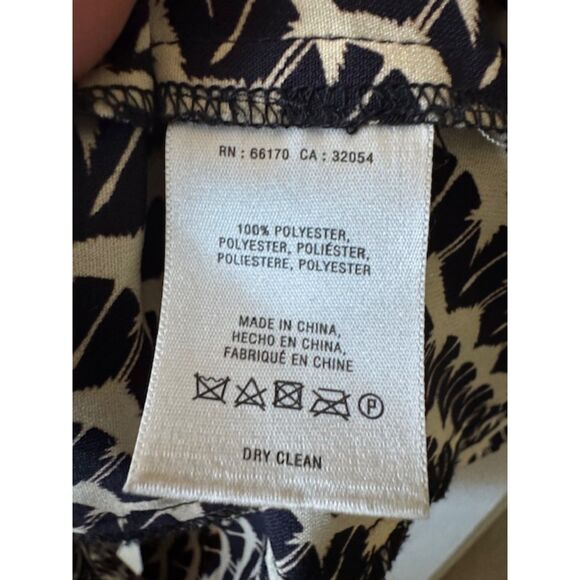 RN : 66170 CA : 32054
100% POLYESTER,
POLYESTER, POLIÉSTER,
POLIESTERE, POLYESTER
MADE IN CHINA,
HECHO EN CHINA,
FABRIQUÉ EN CHINE
P
DRY CLEAN